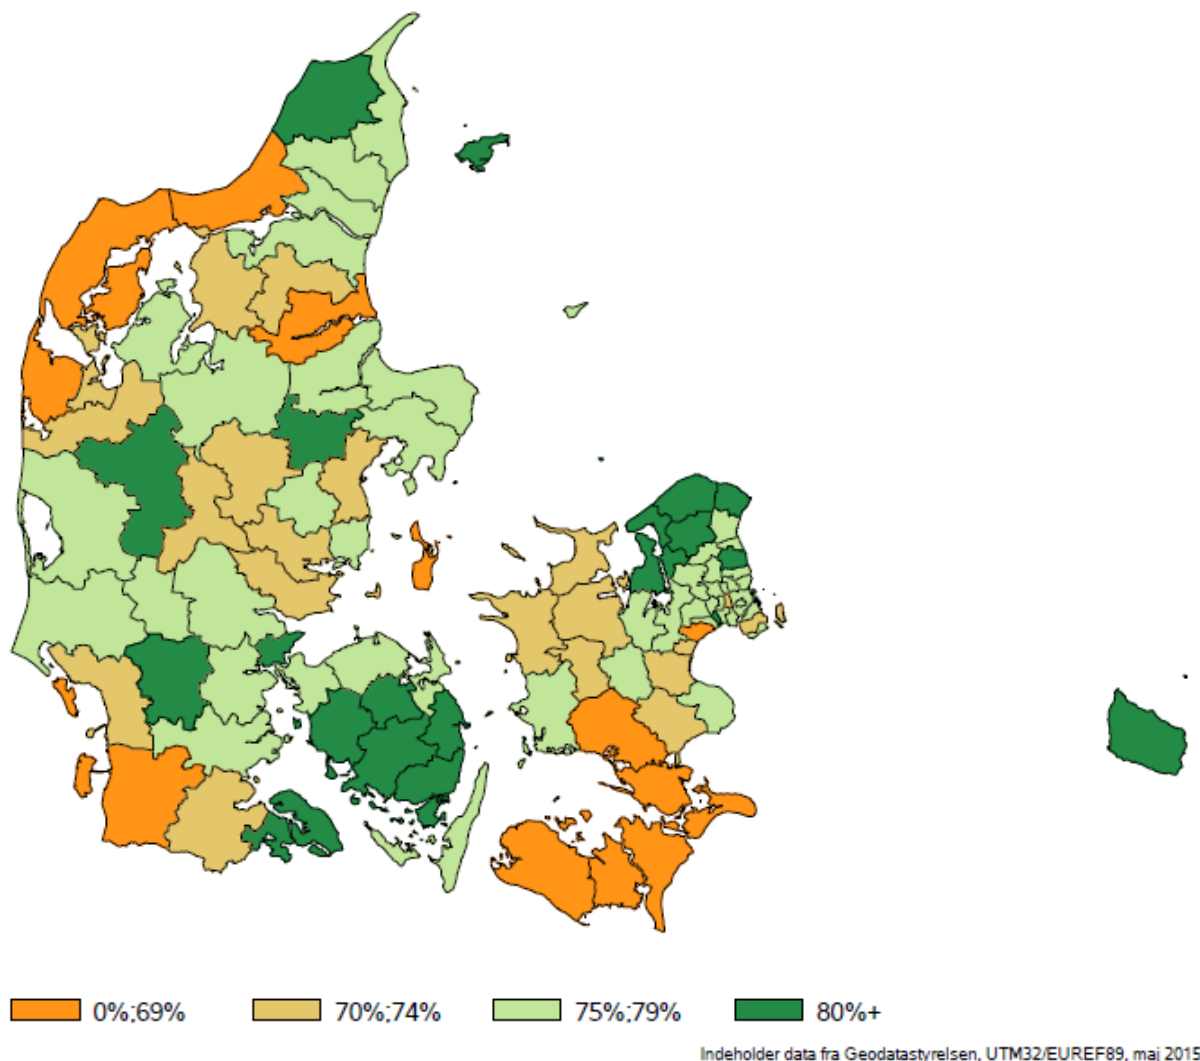 0%;69% 70%;74% 75%;79% 80%+
Indeholder data fra Geodatastyrelsen, UTM32/EUREF89, maj 2015